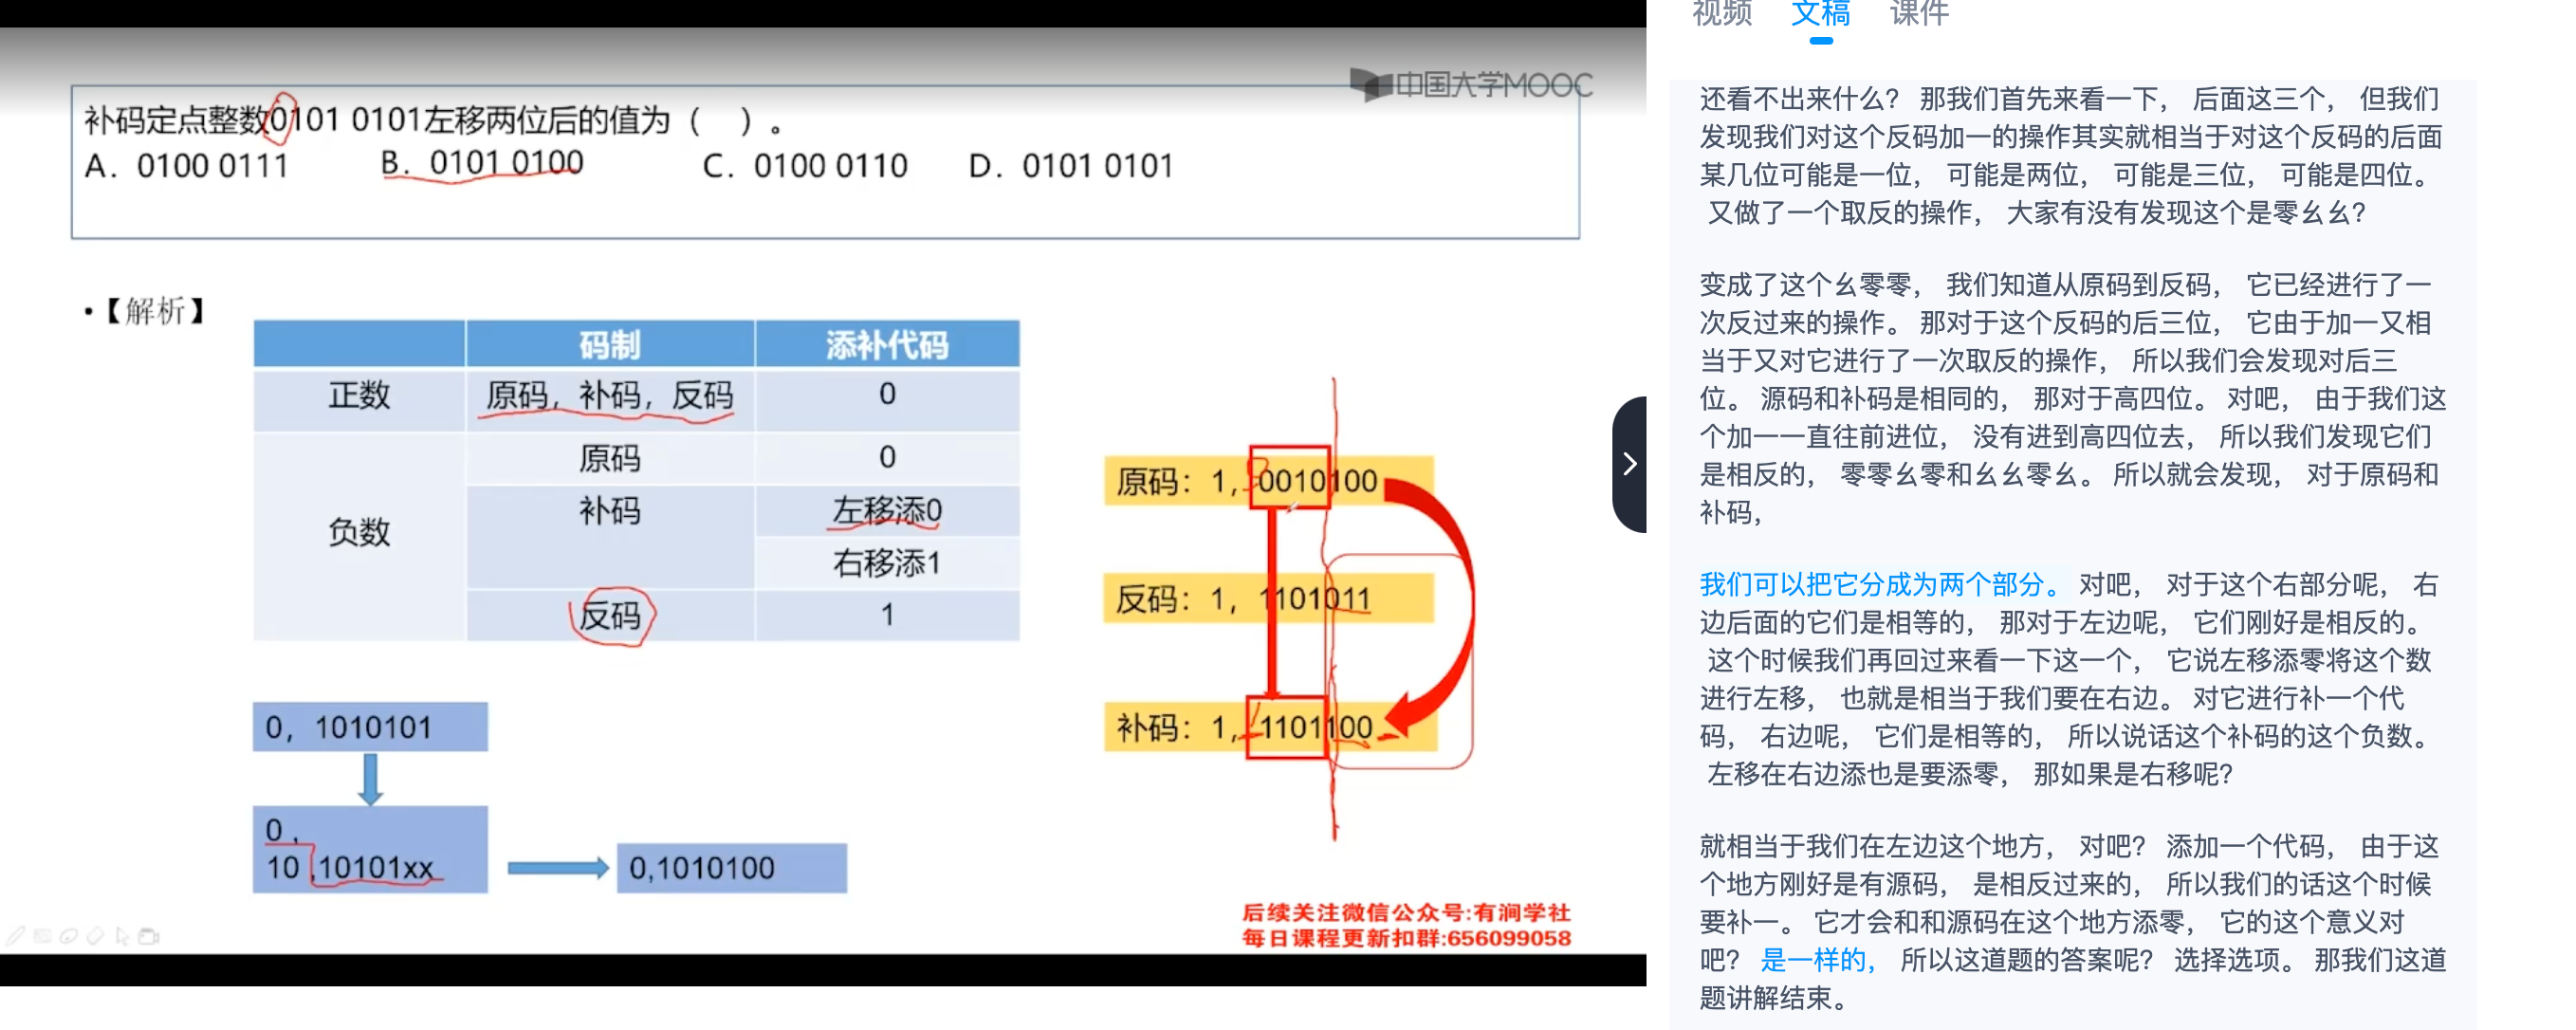 中国大学MOOC
补码定点整数0101 0101左移两位后的值为（ ）。
A. 0100 0111 B. 0101 0100 C. 0100 0110 D. 0101 0101
•【解析】
码制 添补代码
正数 原码，补码，反码 0
负数 原码 0
补码 左移添0
右移添1
反码 1
0，1010101
0，
10 10101xx
0,1010100
原码：1，0010100
反码：1，1101011
补码：1，1101100
后续关注微信公众号:有涧学社
每日课程更新扣群:656099058
视频 文稿 课件
还看不出来什么？ 那我们首先来看一下， 后面这三个， 但我们
发现我们对这个反码加一的操作其实就相当于对这个反码的后面
某几位可能是一位， 可能是两位， 可能是三位， 可能是四位。
又做了一个取反的操作， 大家有没有发现这个是零幺幺？
变成了这个幺零零， 我们知道从原码到反码， 它已经进行了一
次反过来的操作。 那对于这个反码的后三位， 它由于加一又相
当于又对它进行了一次取反的操作， 所以我们会发现对后三
位。 源码和补码是相同的， 那对于高四位。 对吧， 由于我们这
个加一一直往前进位， 没有进到高四位去， 所以我们发现它们
是相反的， 零零幺零和幺幺零幺。 所以就会发现， 对于原码和
补码，
我们可以把它分成为两个部分。 对吧， 对于这个右部分呢， 右
边后面的它们是相等的， 那对于左边呢， 它们刚好是相反的。
这个时候我们再回过来看一下这一个， 它说左移添零将这个数
进行左移， 也就是相当于我们要在右边。 对它进行补一个代
码， 右边呢， 它们是相等的， 所以说话这个补码的这个负数。
左移在右边添也是要添零， 那如果是右移呢？
就相当于我们在左边这个地方， 对吧？ 添加一个代码， 由于这
个地方刚好是有源码， 是相反过来的， 所以我们的话这个时候
要补一。 它才会和和源码在这个地方添零， 它的这个意义对
吧？ 是一样的， 所以这道题的答案呢？ 选择选项。 那我们这道
题讲解结束。